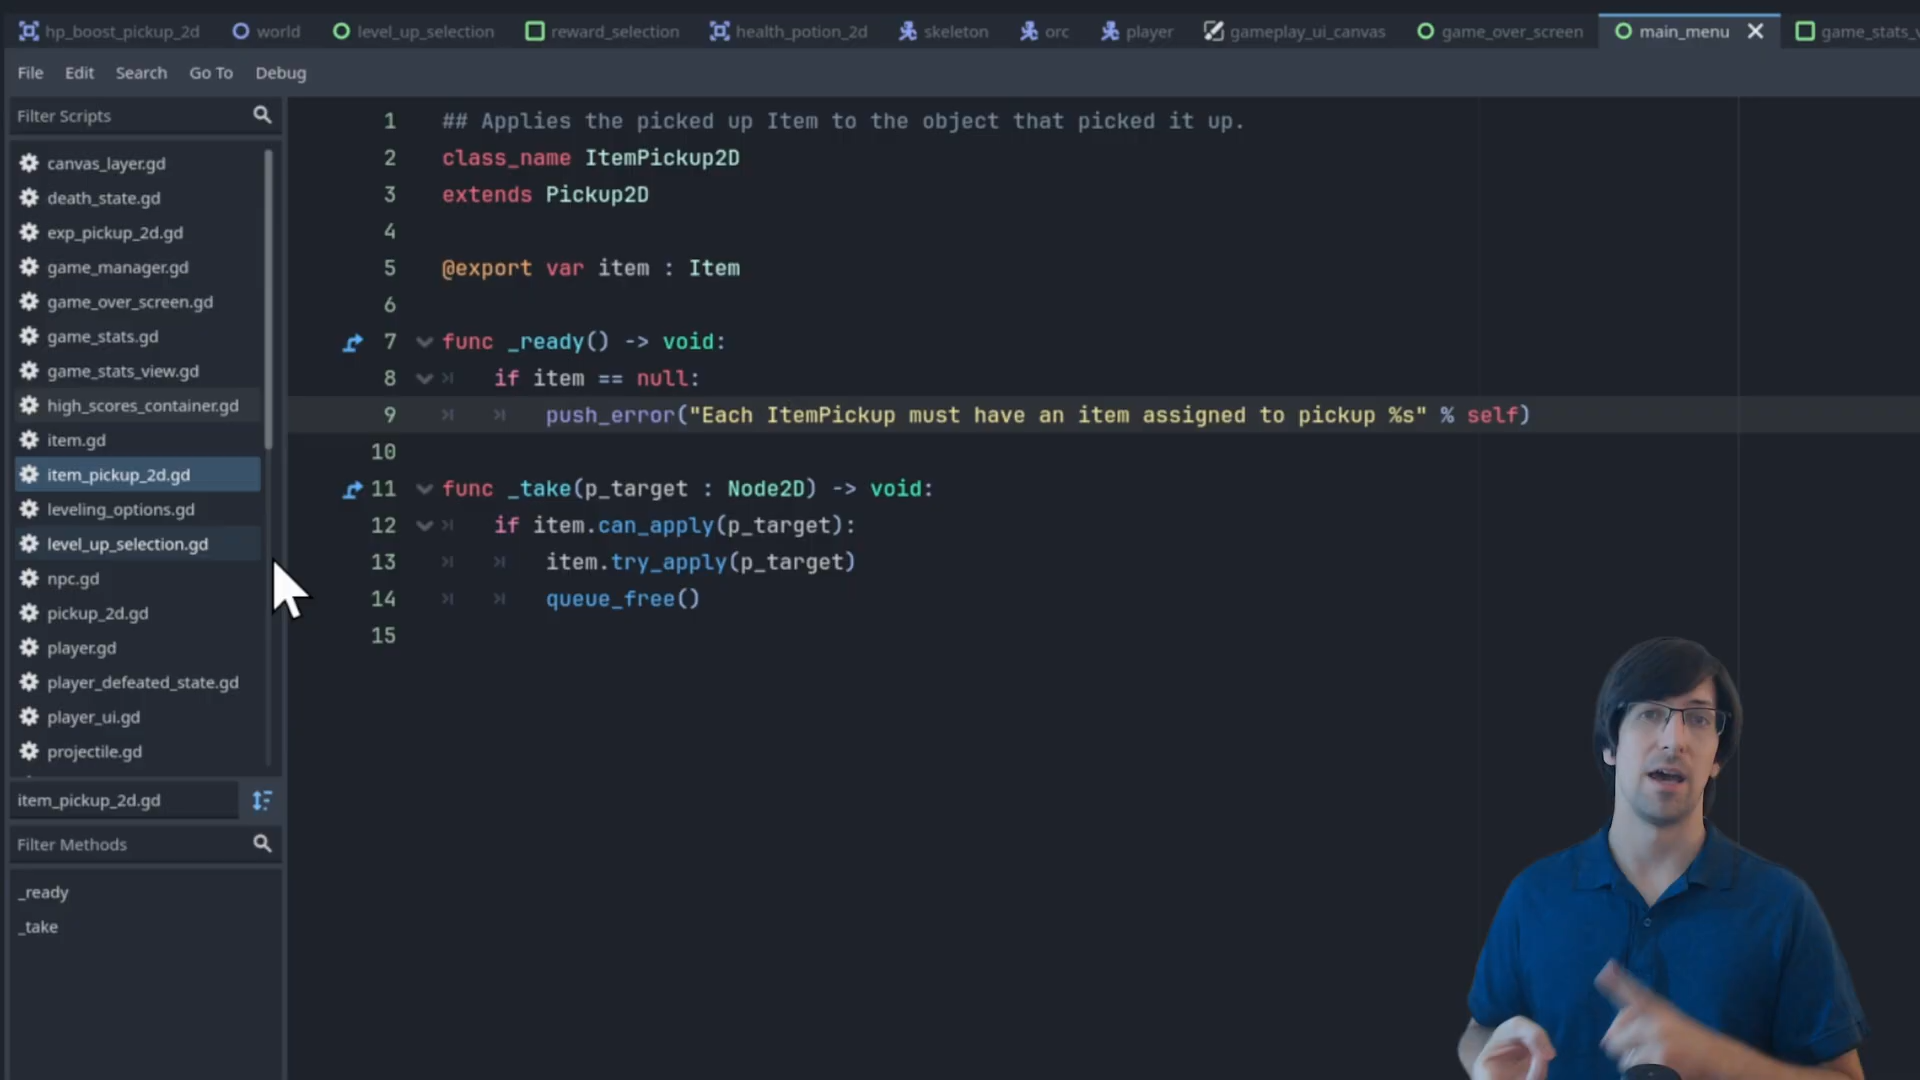 hp_boost_pickup_2d world level_up_selection reward_selection health_potion_2d skeleton orc player gameplay_ui_canvas game_over_screen main_menu game_stats_v
File Edit Search Go To Debug
Filter Scripts
canvas_layer.gd
death_state.gd
exp_pickup_2d.gd
game_manager.gd
game_over_screen.gd
game_stats.gd
game_stats_view.gd
high_scores_container.gd
item.gd
item_pickup_2d.gd
leveling_options.gd
level_up_selection.gd
npc.gd
pickup_2d.gd
player.gd
player_defeated_state.gd
player_ui.gd
projectile.gd
item_pickup_2d.gd
Filter Methods
_ready
_take
1 ## Applies the picked up Item to the object that picked it up.
2 class_name ItemPickup2D
3 extends Pickup2D
4
5 @export var item : Item
6
7 func _ready() -> void:
8 if item == null:
9 push_error("Each ItemPickup must have an item assigned to pickup %s" % self)
10
11 func _take(p_target : Node2D) -> void:
12 if item.can_apply(p_target):
13 item.try_apply(p_target)
14 queue_free()
15